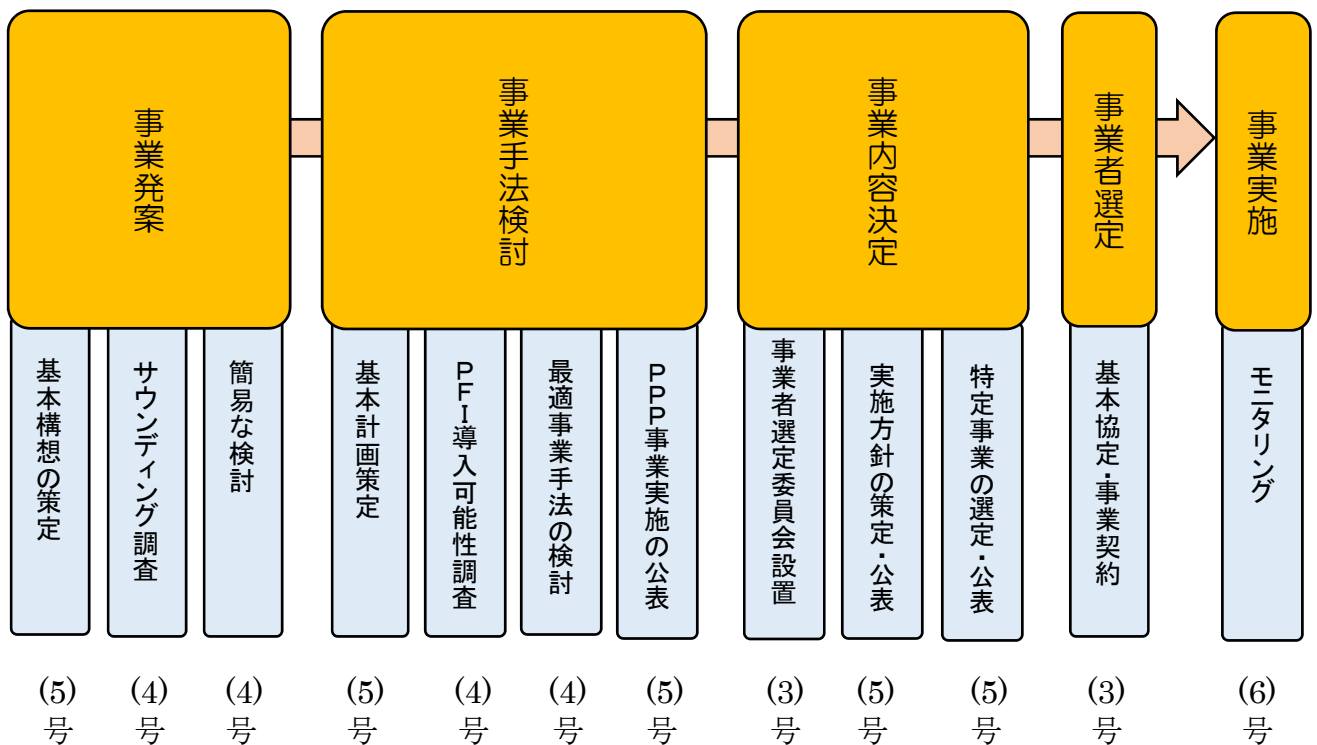 事業発案
事業手法検討
事業内容決定
事業者選定
事業実施
基本構想の策定
サウンディング調査
簡易な検討
基本計画策定
ＰＦＩ導入可能性調査
最適事業手法の検討
ＰＰＰ事業実施の公表
事業者選定委員会設置
実施方針の策定・公表
特定事業の選定・公表
基本協定・事業契約
モニタリング
(5)号
(4)号
(4)号
(5)号
(4)号
(4)号
(5)号
(3)号
(5)号
(5)号
(3)号
(6)号